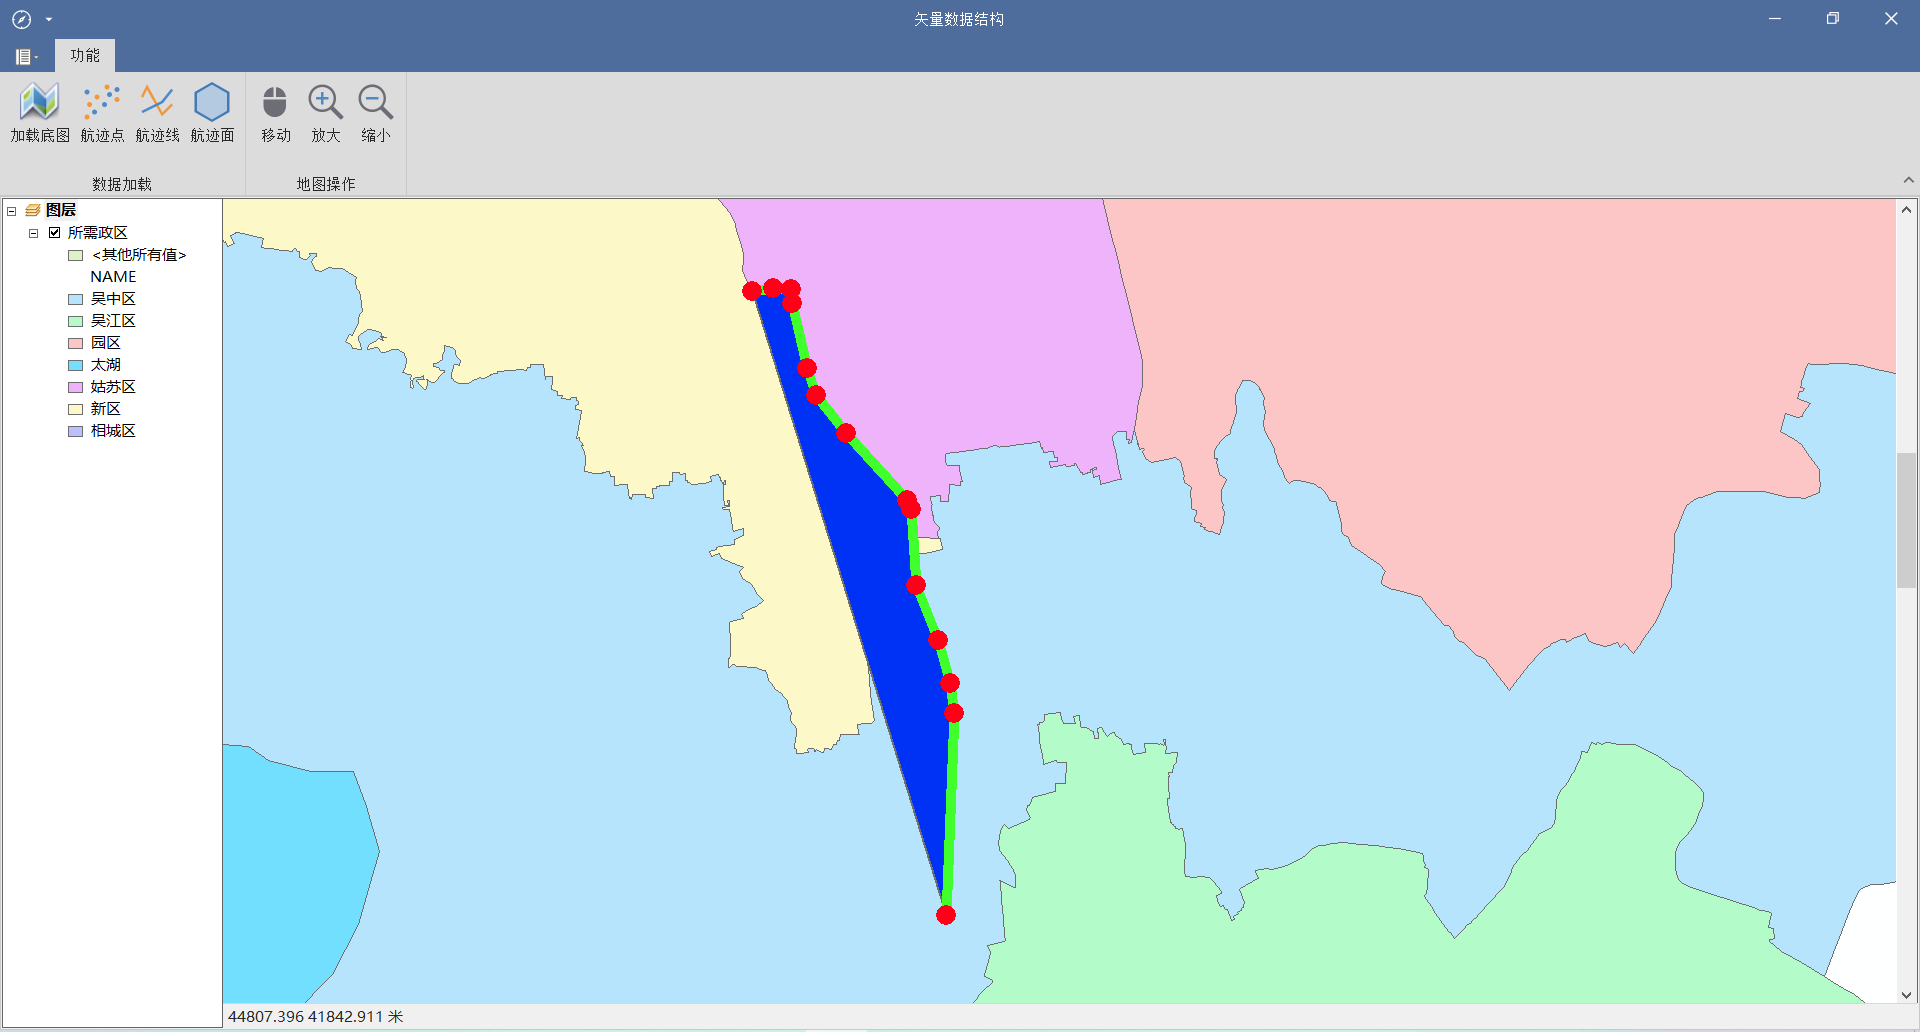 矢量数据结构
功能
加载底图 航迹点 航迹线 航迹面 移动 放大 缩小
数据加载 地图操作
图层
所需政区
<其他所有值>
NAME
吴中区
吴江区
园区
太湖
姑苏区
新区
相城区
44807.396 41842.911 米